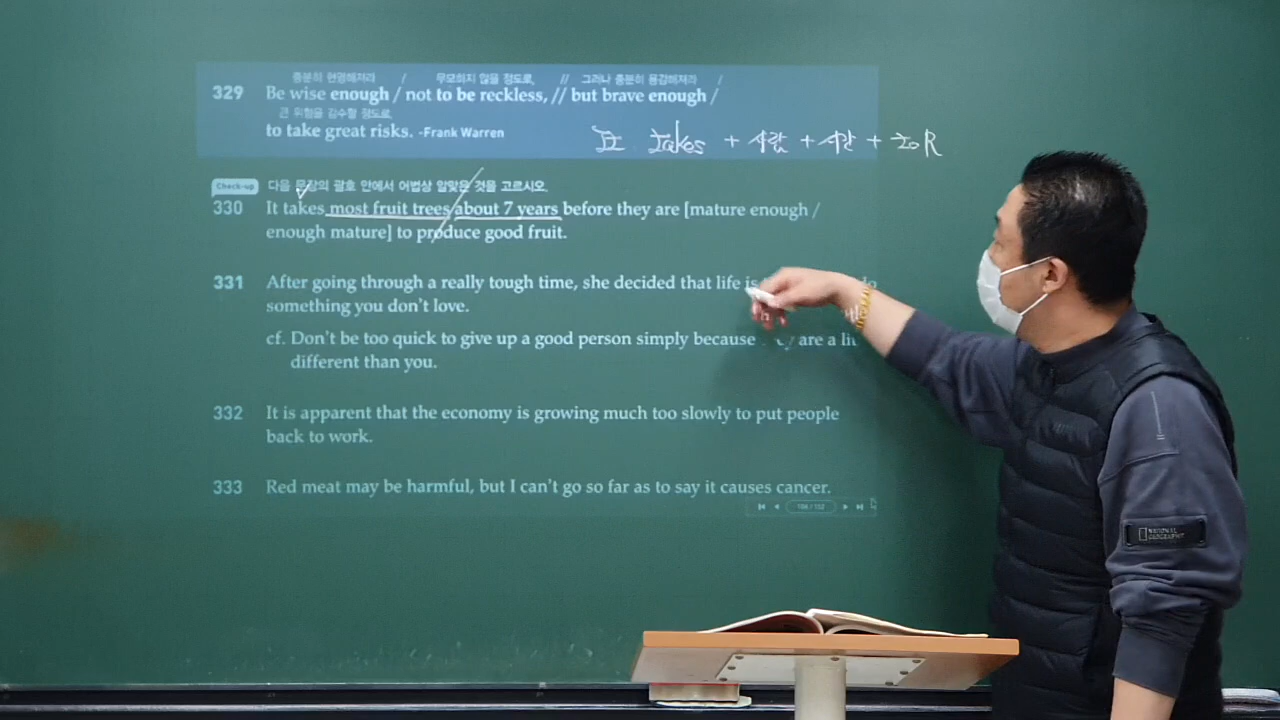 충분히 현명해져라 / 무모하지 않을 정도로, // 그러나 충분히 용감해져라 /
329 Be wise enough / not to be reckless, // but brave enough /
큰 위험을 감수할 정도로.
to take great risks. -Frank Warren
It takes + 사람 + 시간 + to R
Check-up 다음 문장의 괄호 안에서 어법상 알맞은 것을 고르시오.
330 It takes most fruit trees / about 7 years before they are [mature enough /
enough mature] to produce good fruit.
331 After going through a really tough time, she decided that life is
something you don't love.
cf. Don't be too quick to give up a good person simply because are a
different than you.
332 It is apparent that the economy is growing much too slowly to put people
back to work.
333 Red meat may be harmful, but I can't go so far as to say it causes cancer.
NATIONAL
GEOGRAPHY